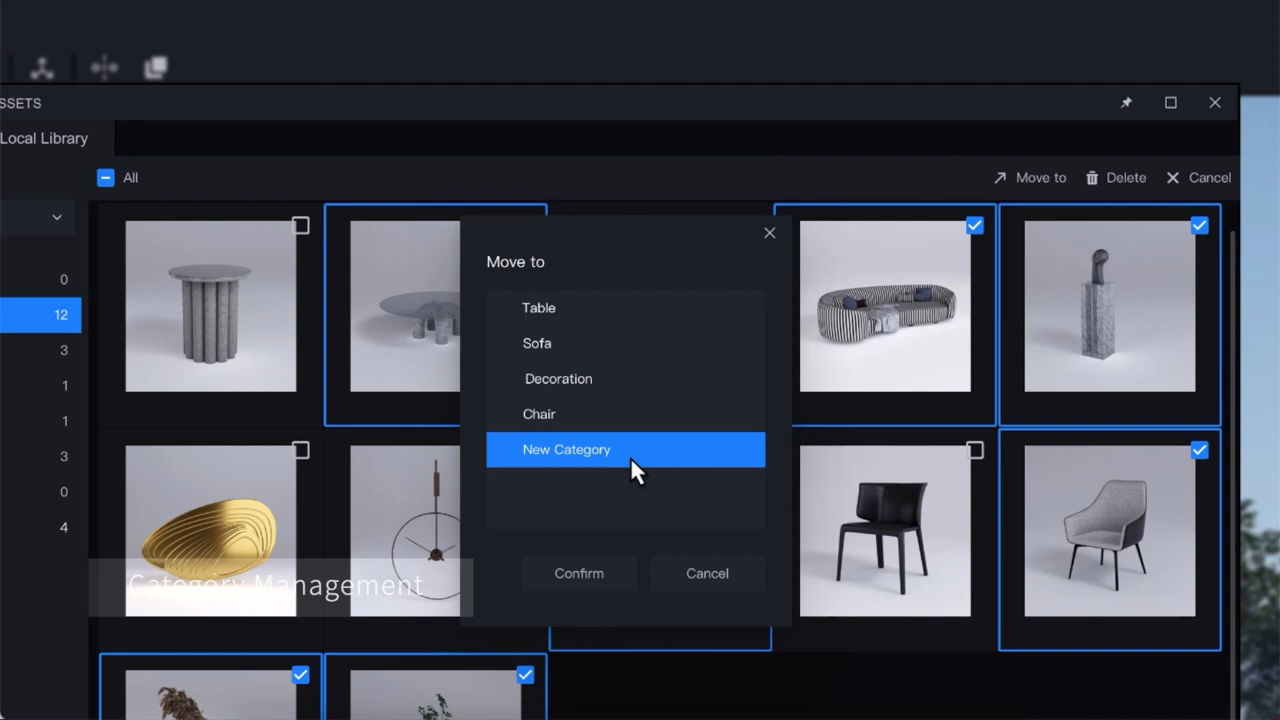 SSETS
Local Library
All
Move to
Delete
Cancel
0
12
3
1
1
3
0
4
Move to
Table
Sofa
Decoration
Chair
New Category
Confirm
Cancel
Category Management